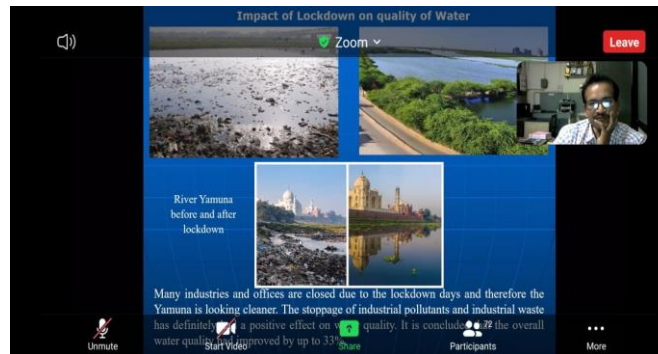 Impact of Lockdown on quality of Water
Zoom
Leave
River Yamuna
before and after
lockdown
Many industries and offices are closed due to the lockdown days and therefore the
Yamuna is looking cleaner. The stoppage of industrial pollutants and industrial waste
has definitely a positive effect on quality. It is concluded the overall
water quality had improved by up to 33%
Unmute
Start Video
Share
72
Participants
More